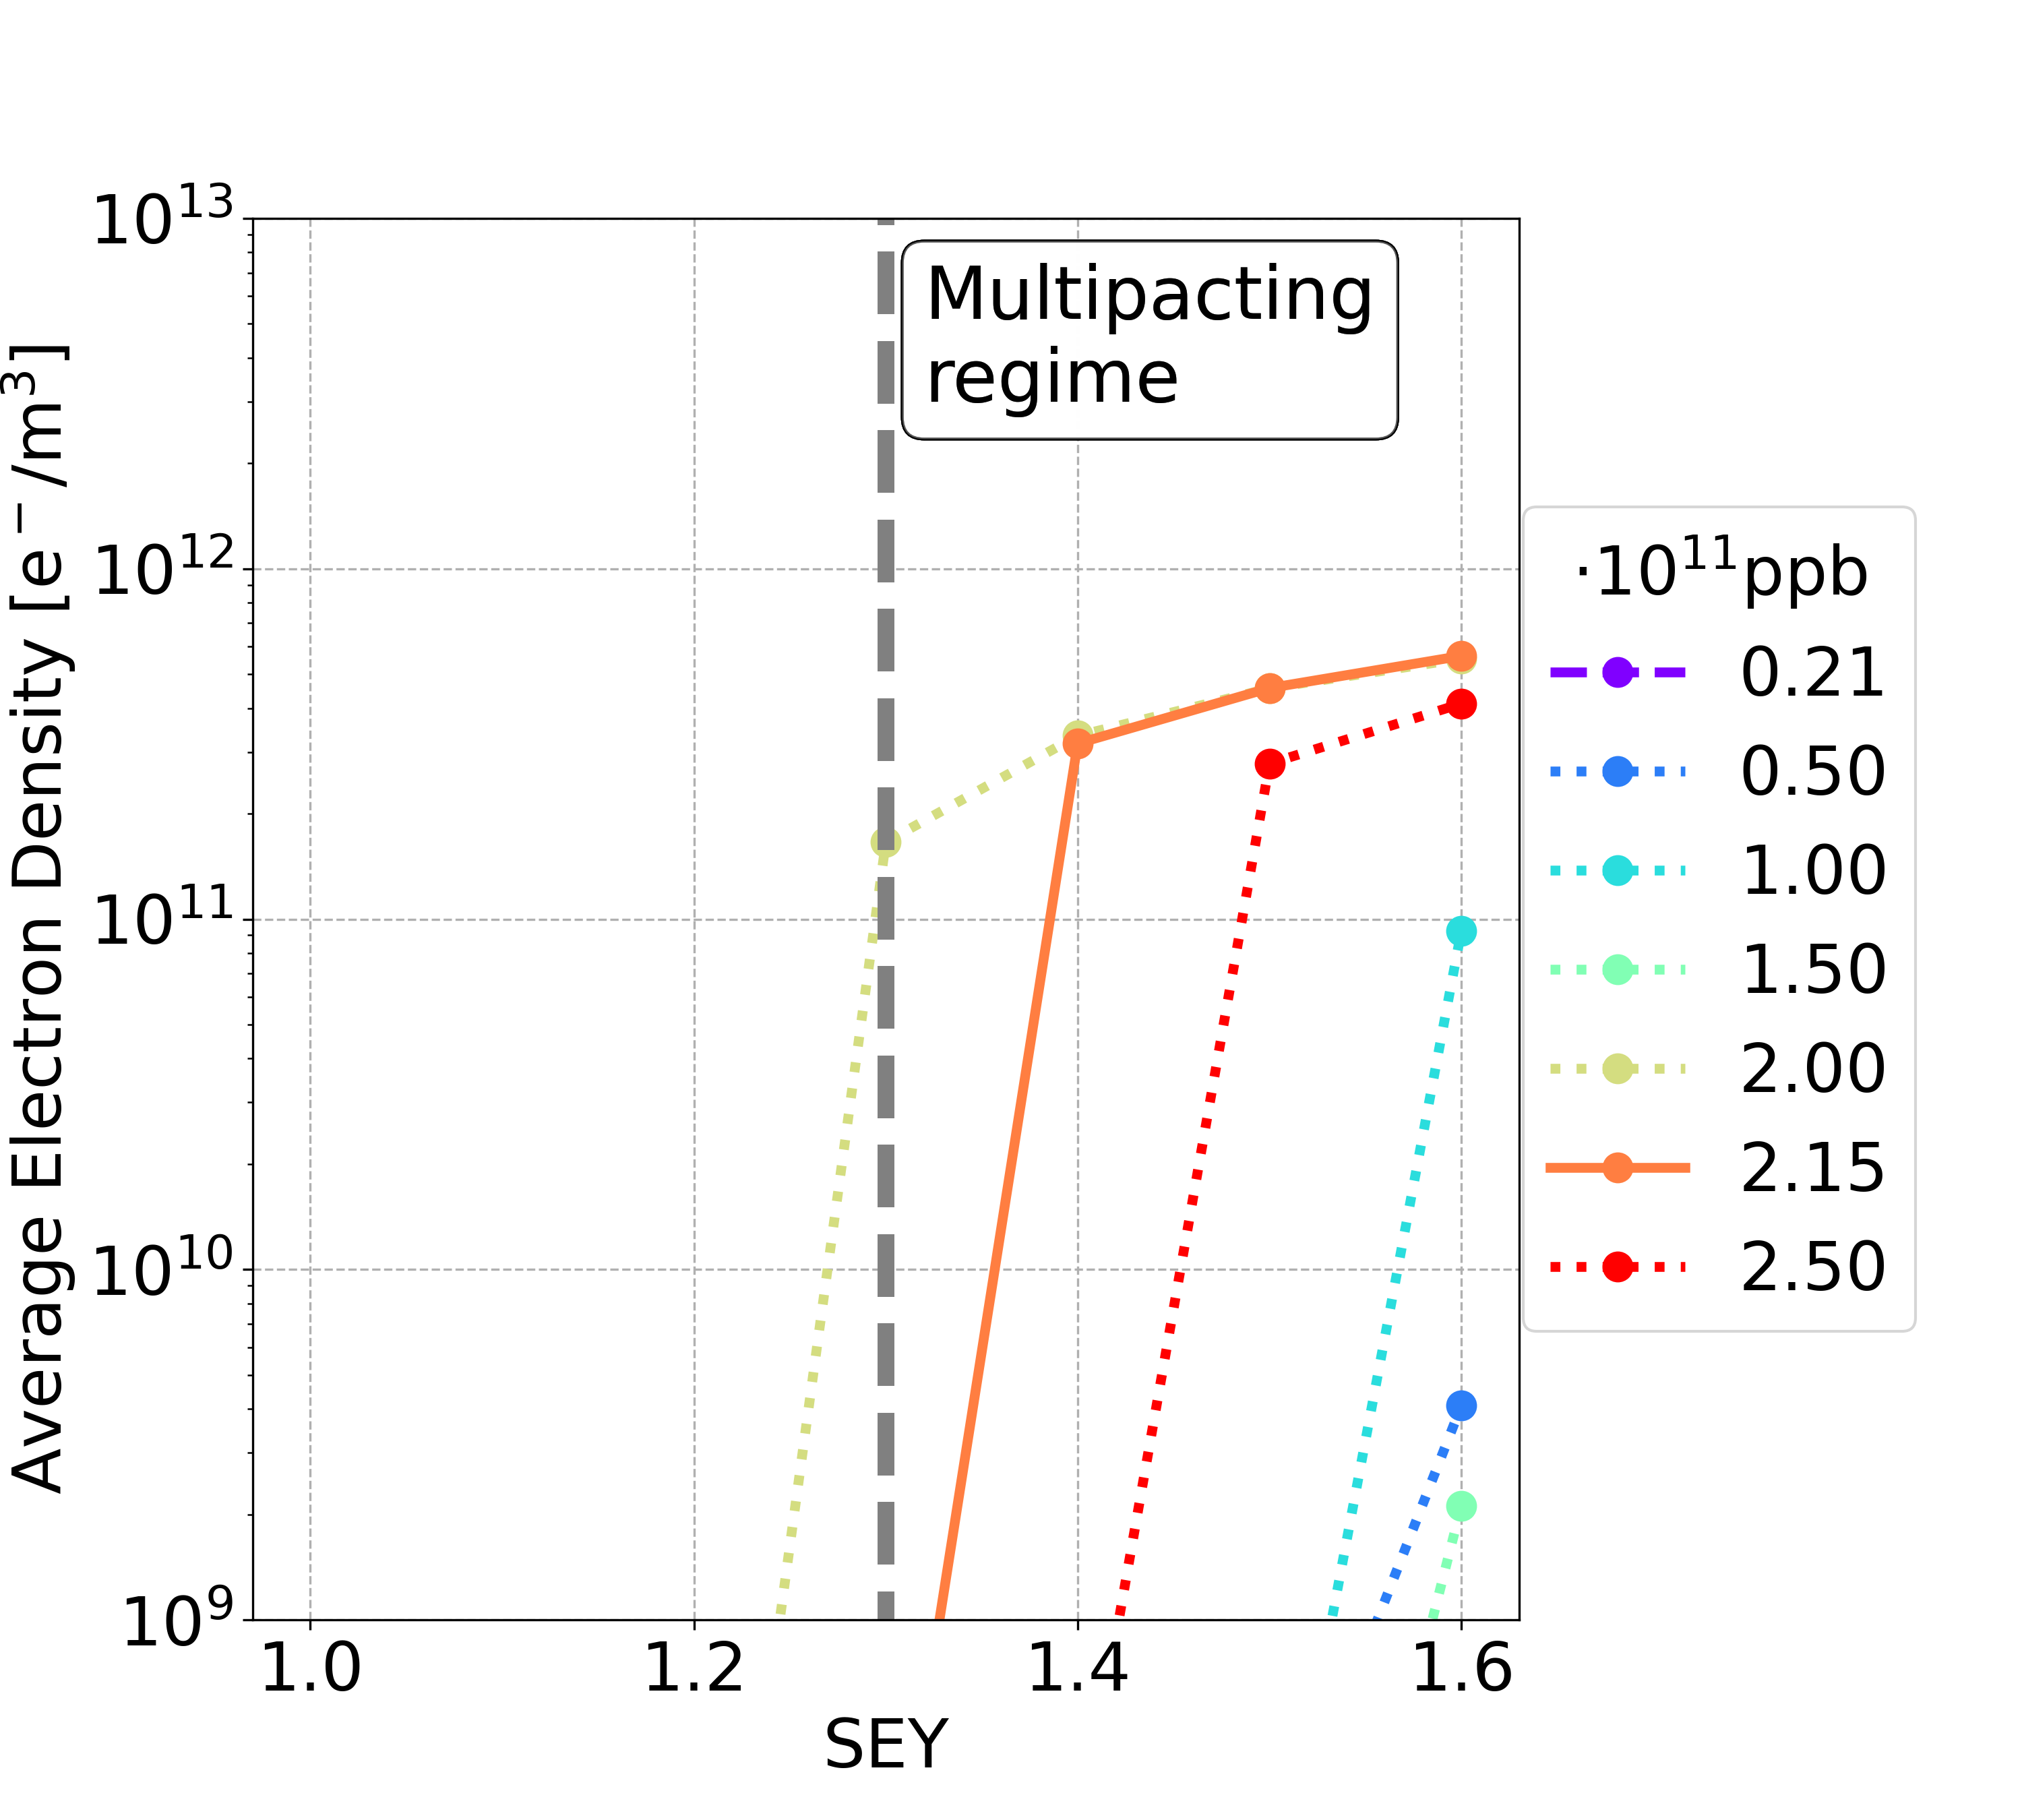 Average Electron Density [e⁻/m³]
10¹³
10¹²
10¹¹
10¹⁰
10⁹
Multipacting
regime
1.0 1.2 1.4 1.6
SEY
·10¹¹ppb
0.21
0.50
1.00
1.50
2.00
2.15
2.50